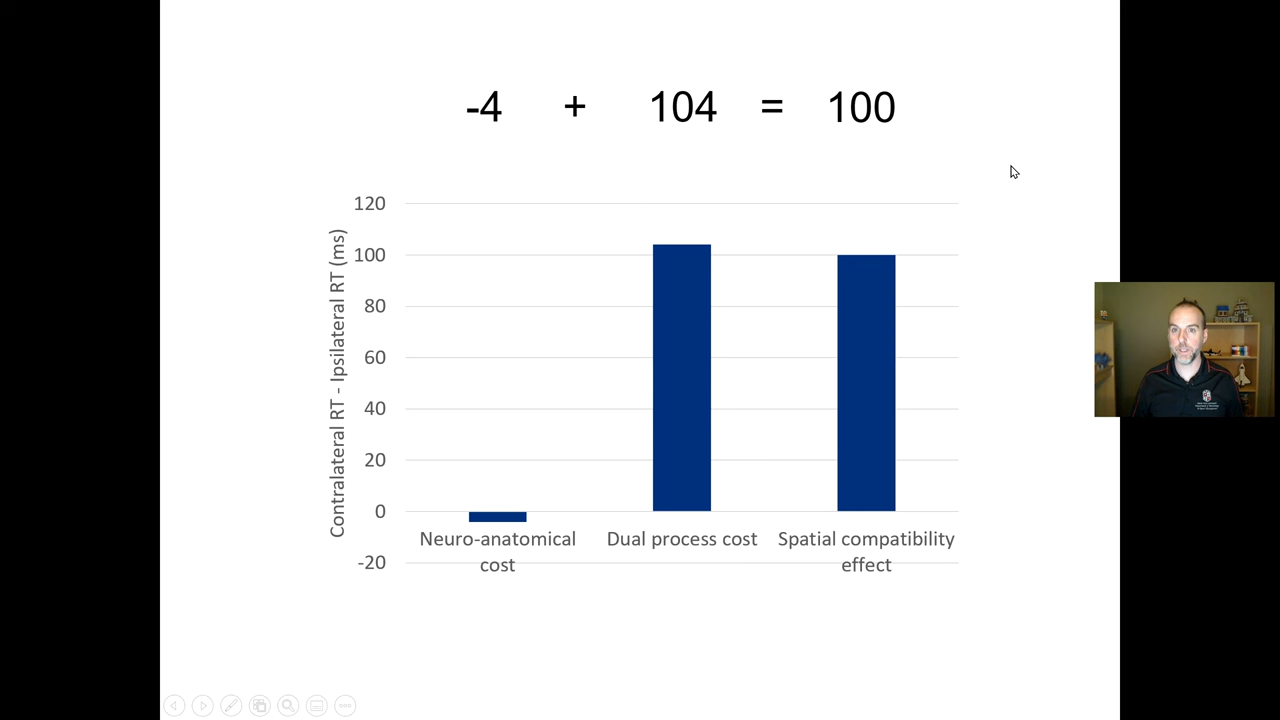 -4 + 104 = 100
120
100
80
60
40
20
0
-20
Contralateral RT - Ipsilateral RT (ms)
Neuro-anatomical cost
Dual process cost
Spatial compatibility effect